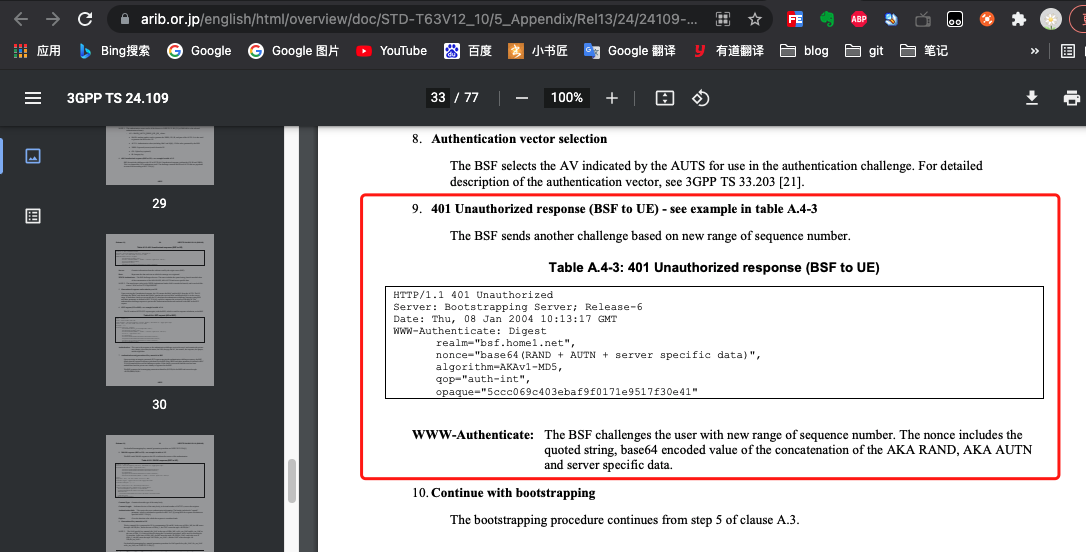 arib.or.jp/english/html/overview/doc/STD-T63V12_10/5_Appendix/Rel13/24/24109-...
FE
ABP
应用
Bing搜索
Google
Google 图片
YouTube
百度
小书匠
Google 翻译
有道翻译
blog
git
笔记
»
3GPP TS 24.109
33 / 77
100%
29
30
8. Authentication vector selection
The BSF selects the AV indicated by the AUTS for use in the authentication challenge. For detailed
description of the authentication vector, see 3GPP TS 33.203 [21].
9. 401 Unauthorized response (BSF to UE) - see example in table A.4-3
The BSF sends another challenge based on new range of sequence number.
Table A.4-3: 401 Unauthorized response (BSF to UE)
HTTP/1.1 401 Unauthorized
Server: Bootstrapping Server; Release-6
Date: Thu, 08 Jan 2004 10:13:17 GMT
WWW-Authenticate: Digest
realm="bsf.home1.net",
nonce="base64(RAND + AUTN + server specific data)",
algorithm=AKAv1-MD5,
qop="auth-int",
opaque="5ccc069c403ebaf9f0171e9517f30e41"
WWW-Authenticate: The BSF challenges the user with new range of sequence number. The nonce includes the
quoted string, base64 encoded value of the concatenation of the AKA RAND, AKA AUTN
and server specific data.
10. Continue with bootstrapping
The bootstrapping procedure continues from step 5 of clause A.3.